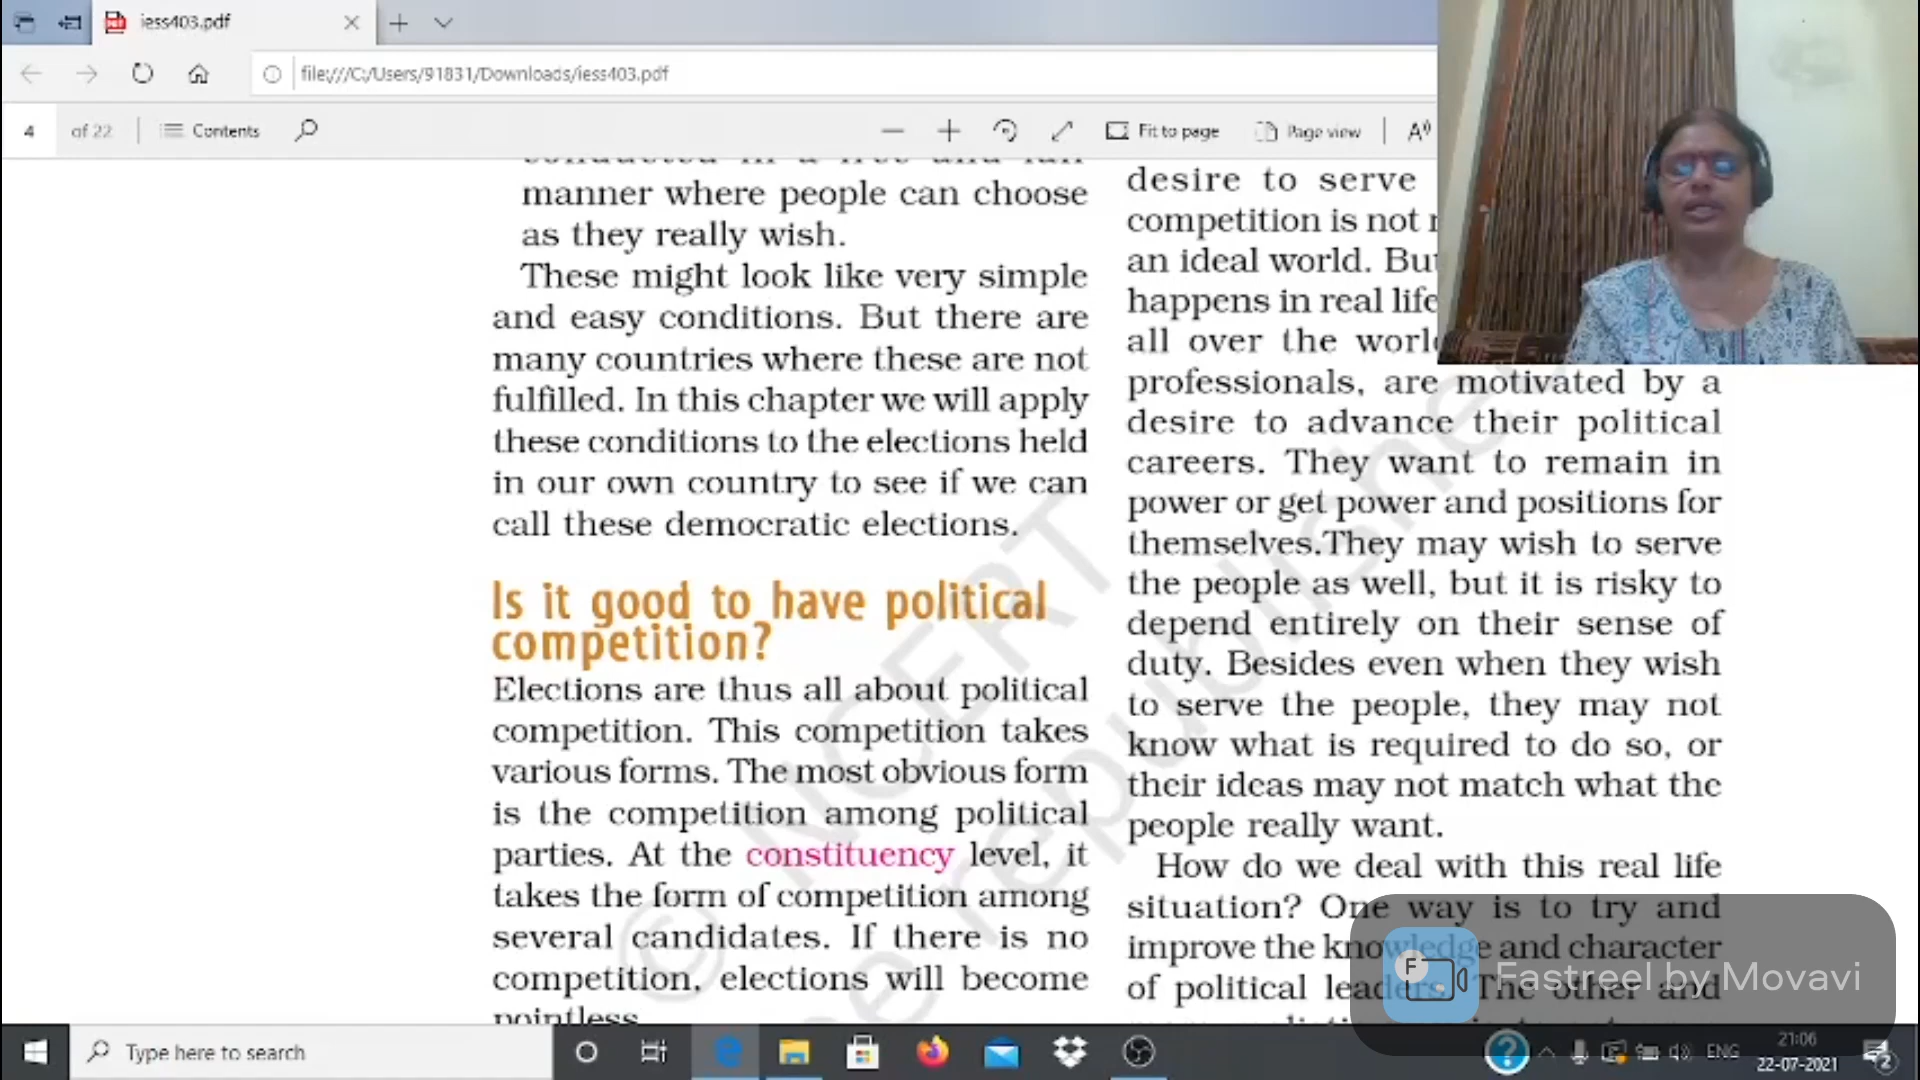 iess403.pdf
file:///C:/Users/91831/Downloads/iess403.pdf
4 of 22 Contents Fit to page Page view A
manner where people can choose
as they really wish.
These might look like very simple
and easy conditions. But there are
many countries where these are not
fulfilled. In this chapter we will apply
these conditions to the elections held
in our own country to see if we can
call these democratic elections.
Is it good to have political
competition?
Elections are thus all about political
competition. This competition takes
various forms. The most obvious form
is the competition among political
parties. At the constituency level, it
takes the form of competition among
several candidates. If there is no
competition, elections will become
pointless.
desire to serve
competition is not
an ideal world. But
happens in real life
all over the world
professionals, are motivated by a
desire to advance their political
careers. They want to remain in
power or get power and positions for
themselves.They may wish to serve
the people as well, but it is risky to
depend entirely on their sense of
duty. Besides even when they wish
to serve the people, they may not
know what is required to do so, or
their ideas may not match what the
people really want.
How do we deal with this real life
situation? One way is to try and
improve the knowledge and character
of political leaders. The other and
© NCERT
republished
Fastreel by Movavi
Type here to search
ENG
21:06
22-07-2021
2